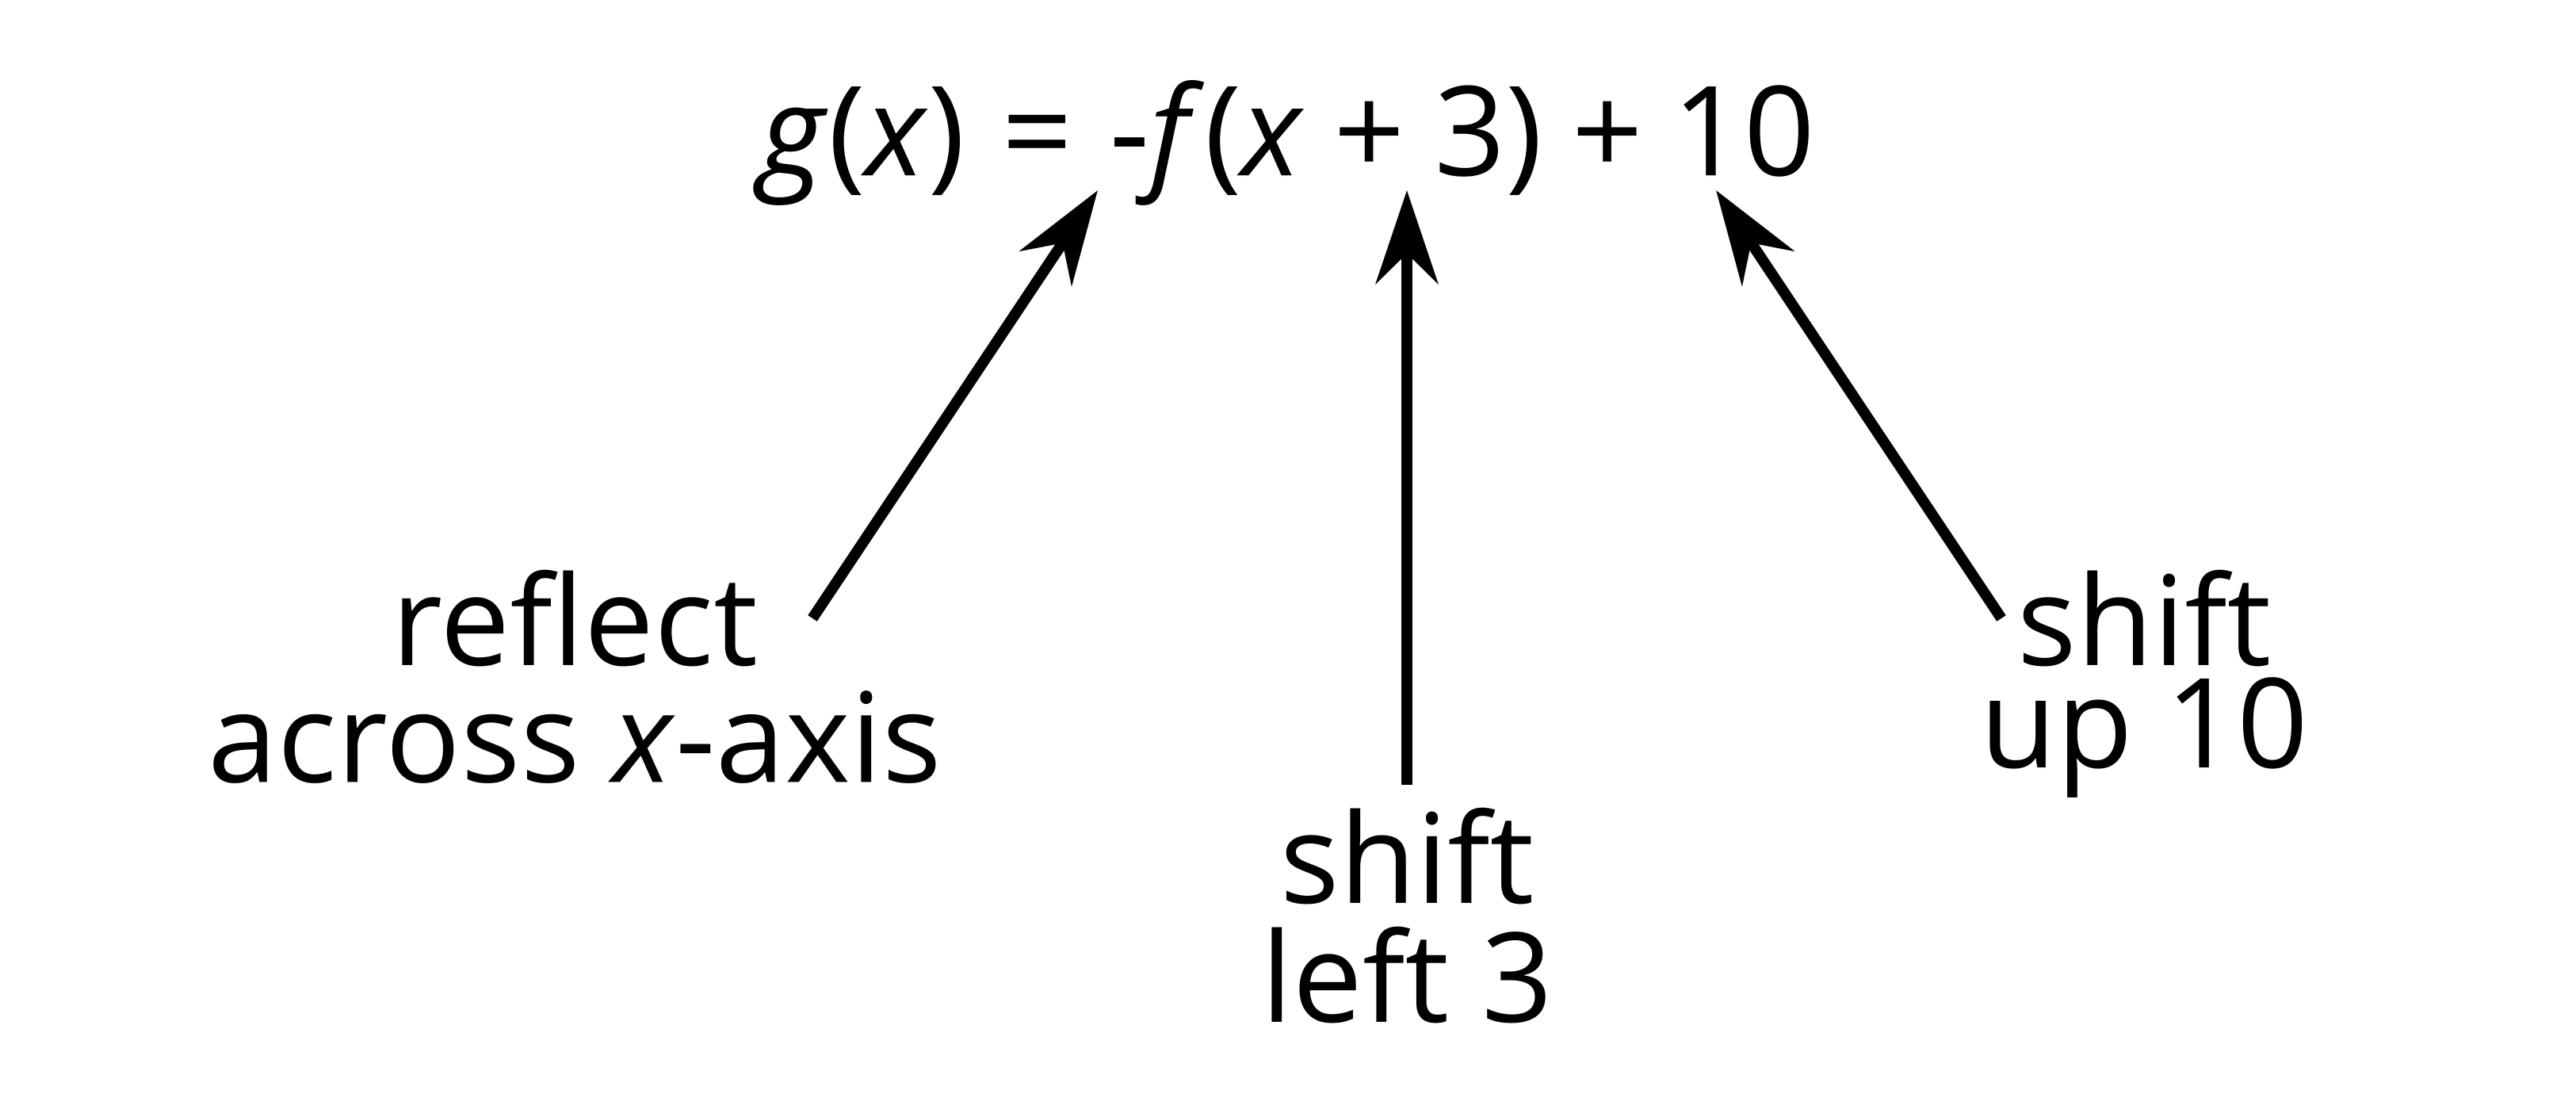 g(x) = -f(x + 3) + 10
reflect
across x-axis
shift
left 3
shift
up 10